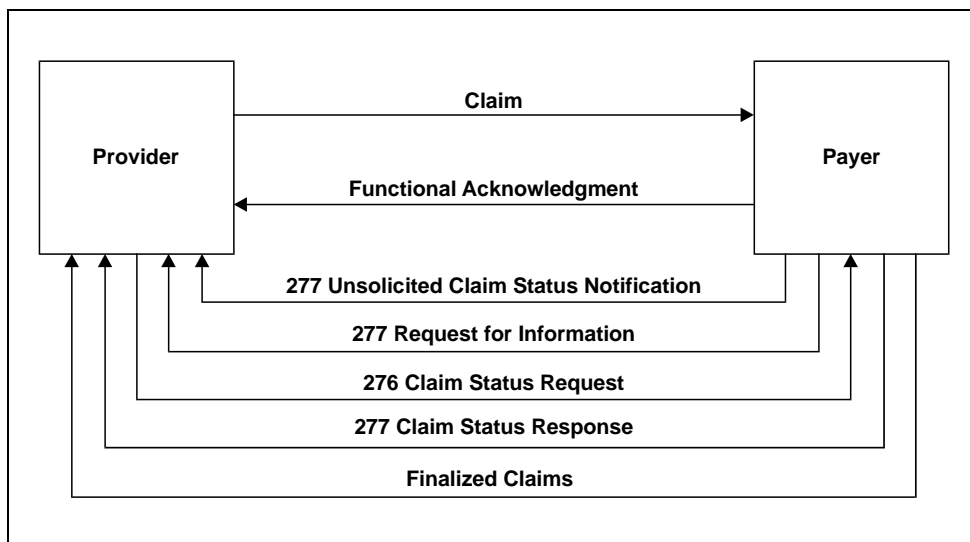 Claim
Provider
Payer
Functional Acknowledgment
277 Unsolicited Claim Status Notification
277 Request for Information
276 Claim Status Request
277 Claim Status Response
Finalized Claims